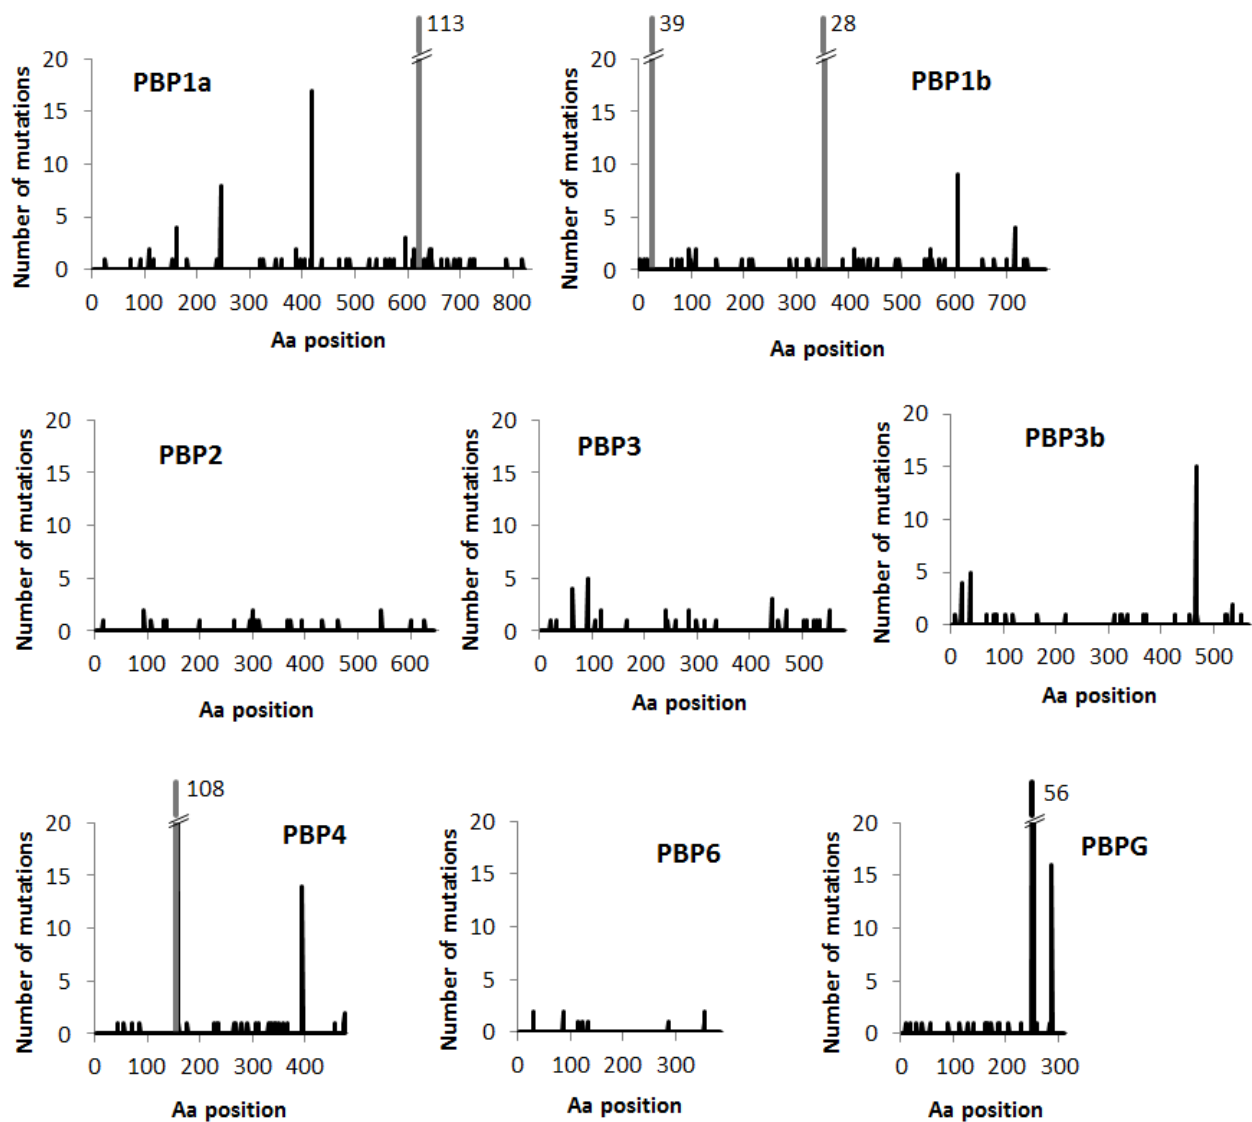 113
20
15
10
5
0
Number of mutations
PBP1a
0 100 200 300 400 500 600 700 800
Aa position
39
28
20
15
10
5
0
Number of mutations
PBP1b
0 100 200 300 400 500 600 700
Aa position
20
15
10
5
0
Number of mutations
PBP2
0 100 200 300 400 500 600
Aa position
20
15
10
5
0
Number of mutations
PBP3
0 100 200 300 400 500
Aa position
20
15
10
5
0
Number of mutations
PBP3b
0 100 200 300 400 500
Aa position
108
20
15
10
5
0
Number of mutations
PBP4
0 100 200 300 400
Aa position
20
15
10
5
0
Number of mutations
PBP6
0 100 200 300
Aa position
56
20
15
10
5
0
Number of mutations
PBPG
0 100 200 300
Aa position